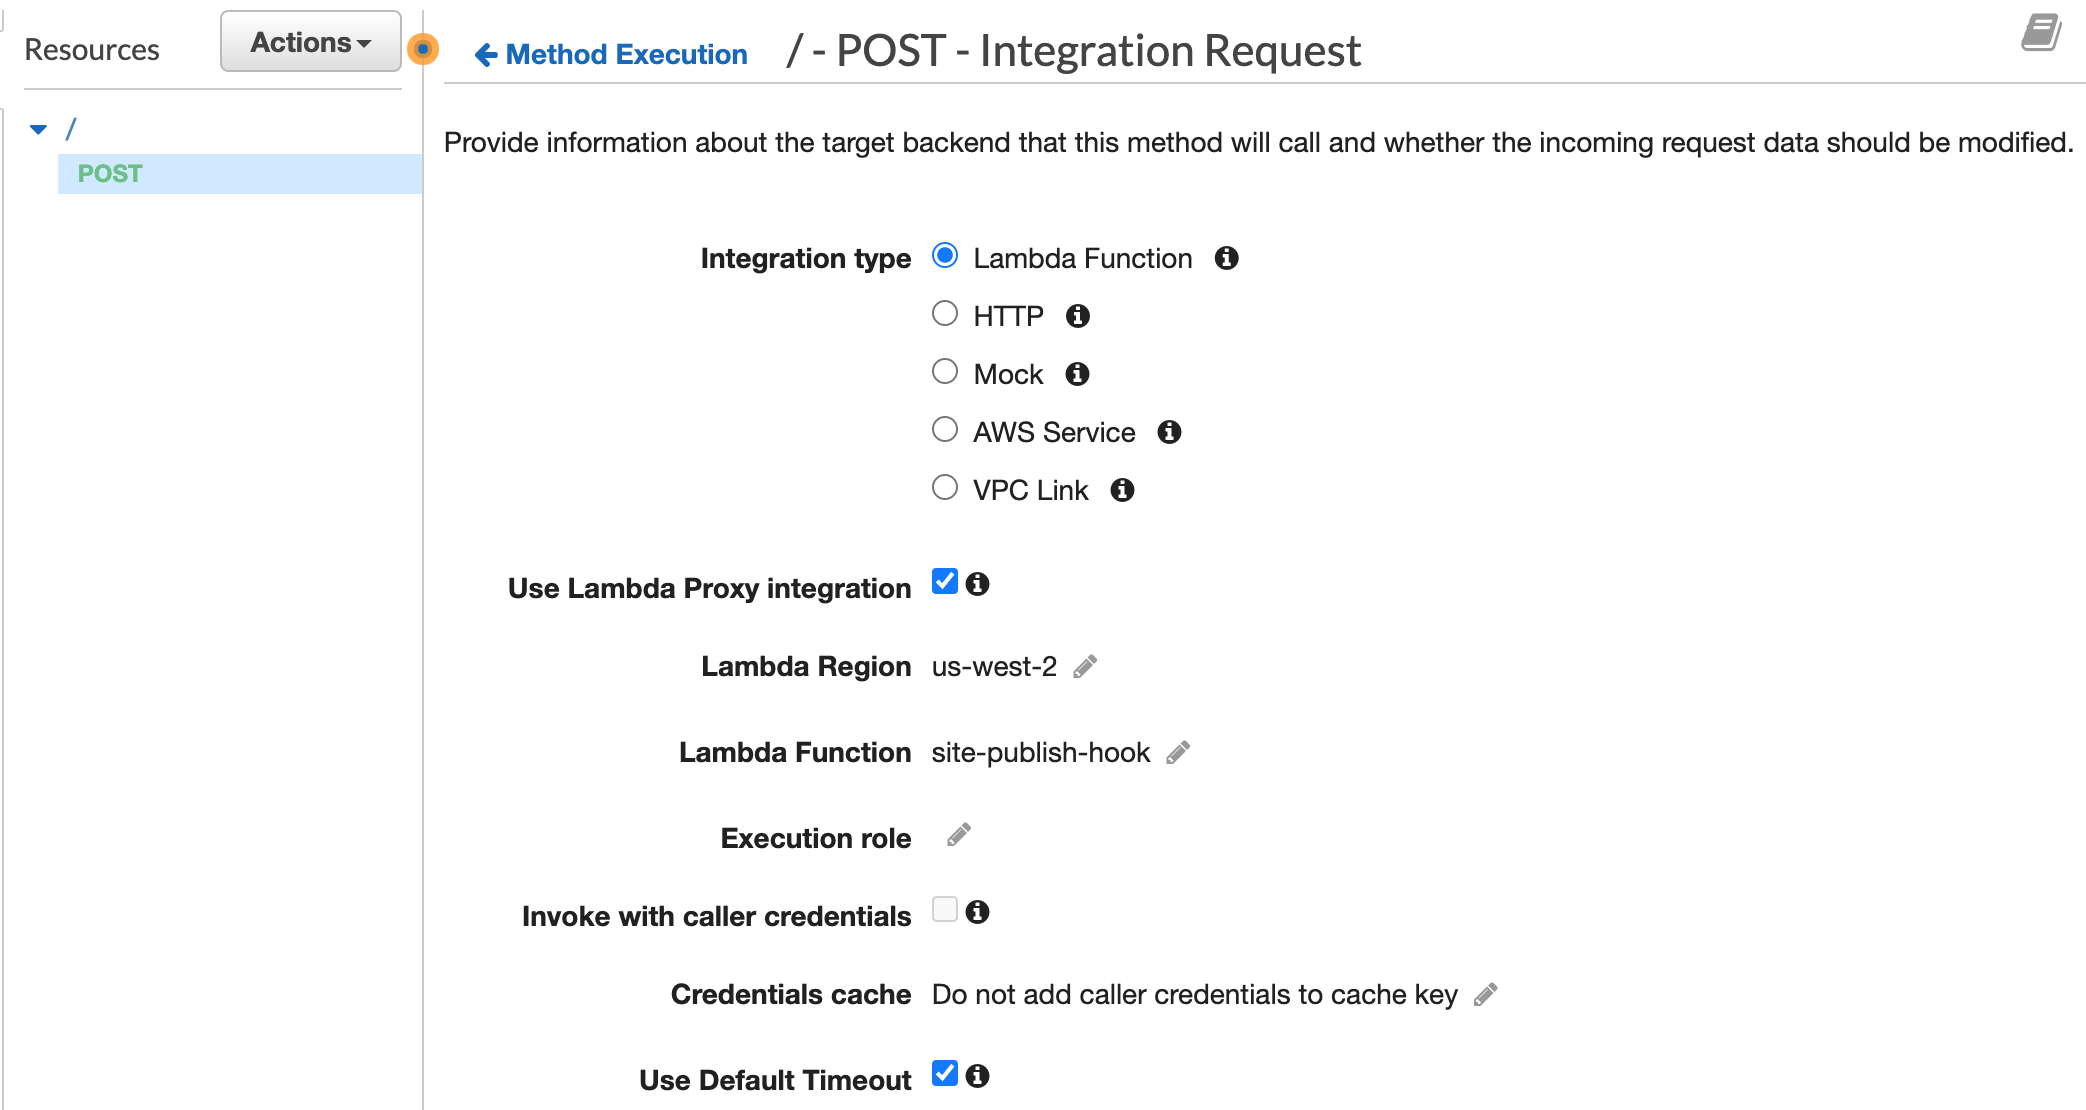 Resources
Actions
Method Execution
/ - POST - Integration Request
/
POST
Provide information about the target backend that this method will call and whether the incoming request data should be modified.
Integration type
Lambda Function
HTTP
Mock
AWS Service
VPC Link
Use Lambda Proxy integration
Lambda Region us-west-2
Lambda Function site-publish-hook
Execution role
Invoke with caller credentials
Credentials cache Do not add caller credentials to cache key
Use Default Timeout